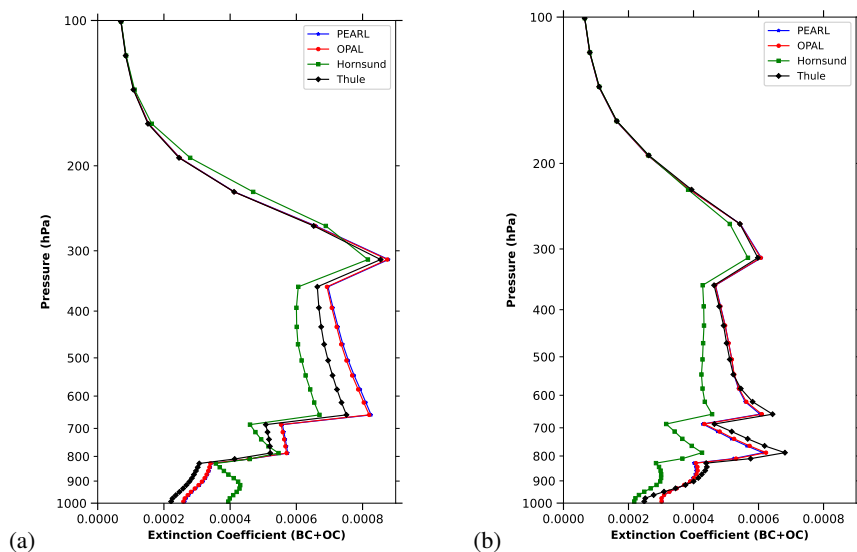 (a)
Pressure (hPa)
100
200
300
400
500
600
700
800
900
1000
PEARL
OPAL
Hornsund
Thule
0.0000 0.0002 0.0004 0.0006 0.0008
Extinction Coefficient (BC+OC)
(b)
Pressure (hPa)
100
200
300
400
500
600
700
800
900
1000
PEARL
OPAL
Hornsund
Thule
0.0000 0.0002 0.0004 0.0006 0.0008
Extinction Coefficient (BC+OC)